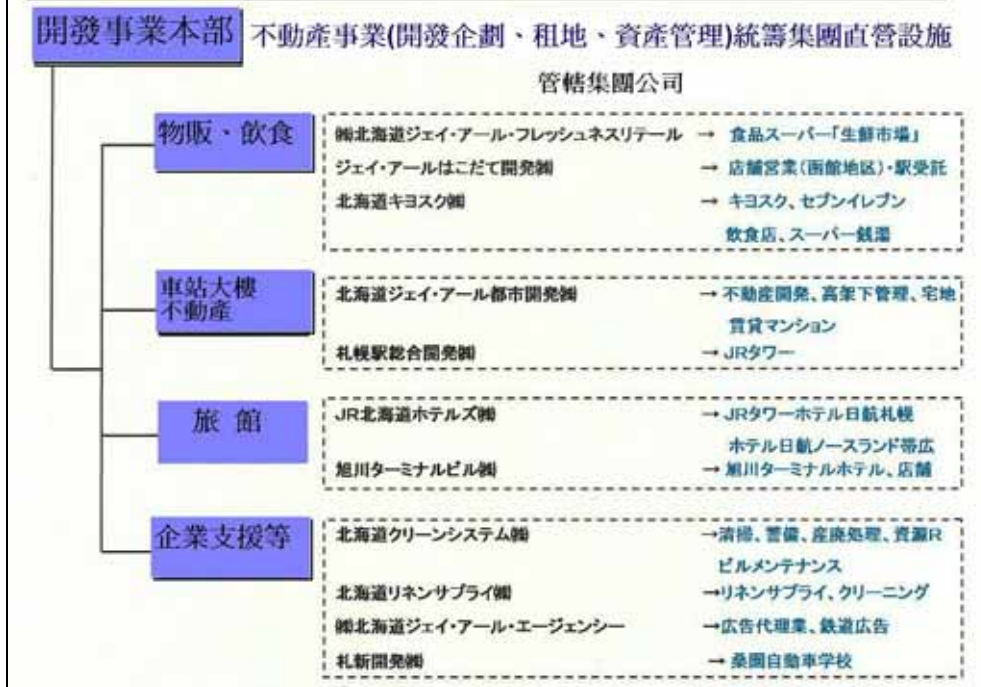 開發事業本部 不動產事業(開發企劃、租地、資產管理)統籌集團直營設施
管轄集團公司
物販、飲食
㈱北海道ジェイ・アール・フレッシュネスリテール → 食品スーパー「生鮮市場」
ジェイ・アールはこだて開発㈱ → 店舗営業(函館地区)・駅受託
北海道キヨスク㈱ → キヨスク、セブンイレブン
飲食店、スーパー銭湯
車站大樓
不動產
北海道ジェイ・アール都市開発㈱ → 不動産開発、高架下管理、宅地
賃貸マンション
札幌駅総合開発㈱ → JRタワー
旅 館
JR北海道ホテルズ㈱ → JRタワーホテル日航札幌
ホテル日航ノースランド帯広
旭川ターミナルビル㈱ → 旭川ターミナルホテル、店舗
企業支援等
北海道クリーンシステム㈱ →清掃、警備、産廃処理、資源R
ビルメンテナンス
北海道リネンサプライ㈱ →リネンサプライ、クリーニング
㈱北海道ジェイ・アール・エージェンシー →広告代理業、鉄道広告
札新開発㈱ → 桑園自動車学校